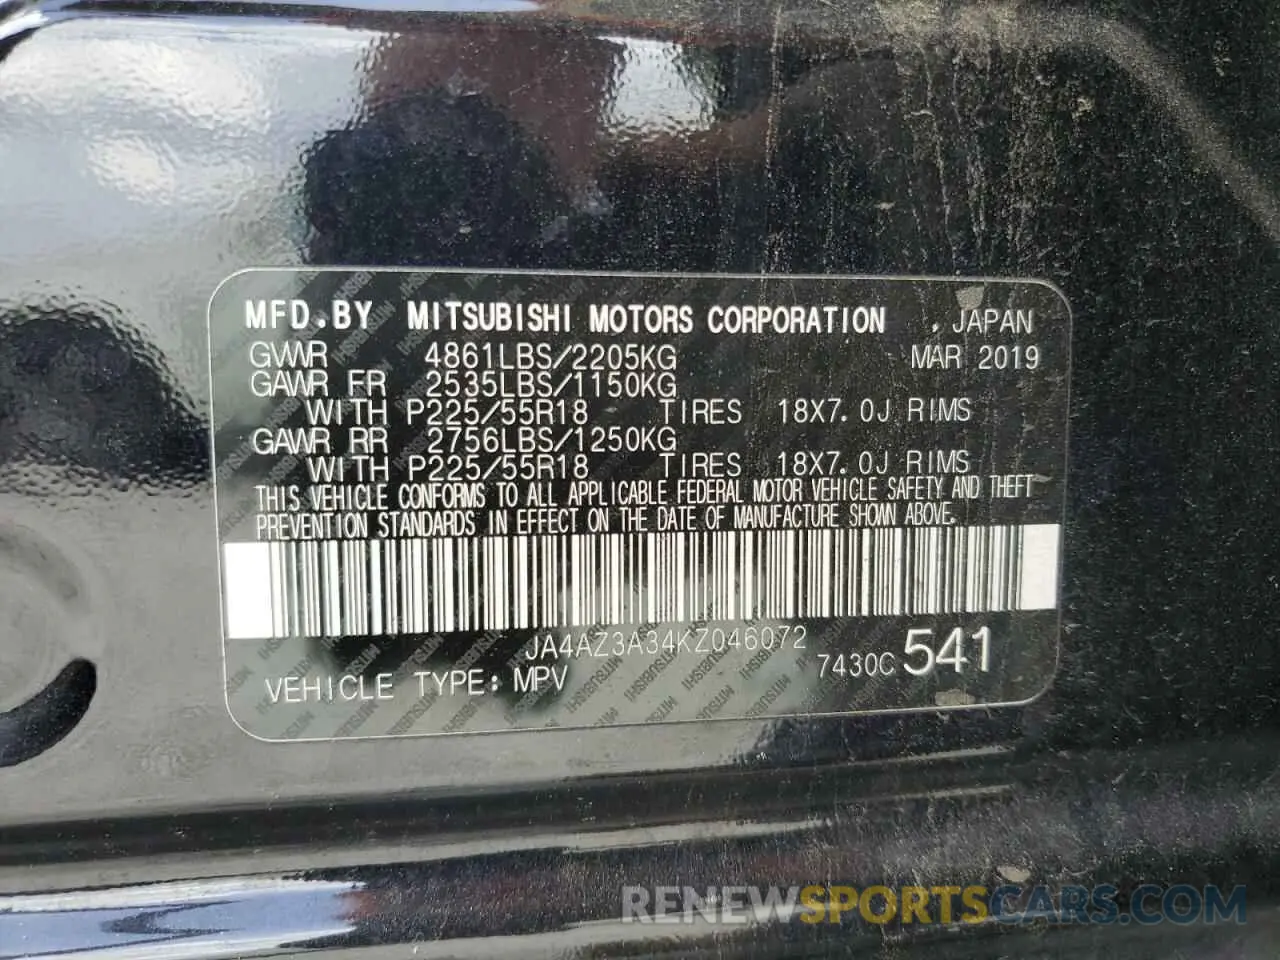 MFD.BY MITSUBISHI MOTORS CORPORATION , JAPAN
GVWR 4861LBS/2205KG MAR 2019
GAWR FR 2535LBS/1150KG
WITH P225/55R18 TIRES 18X7.0J RIMS
GAWR RR 2756LBS/1250KG
WITH P225/55R18 TIRES 18X7.0J RIMS
THIS VEHICLE CONFORMS TO ALL APPLICABLE FEDERAL MOTOR VEHICLE SAFETY AND THEFT
PREVENTION STANDARDS IN EFFECT ON THE DATE OF MANUFACTURE SHOWN ABOVE.
JA4AZ3A34KZ046072
VEHICLE TYPE: MPV 7430C 541
RENEWSPORTSCARS.COM